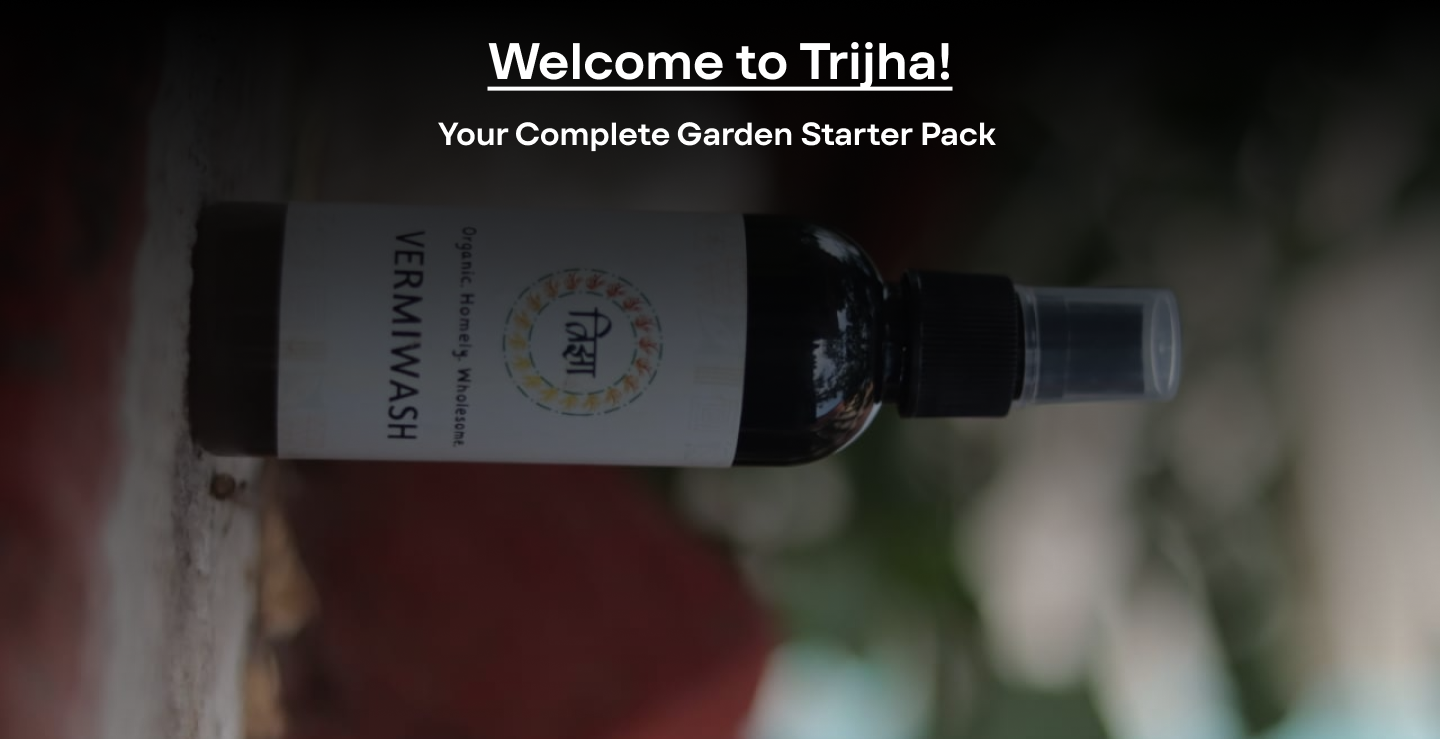 Welcome to Trijha!
Your Complete Garden Starter Pack
त्रिझा
Organic. Homely. Wholesome.
VERMIWASH